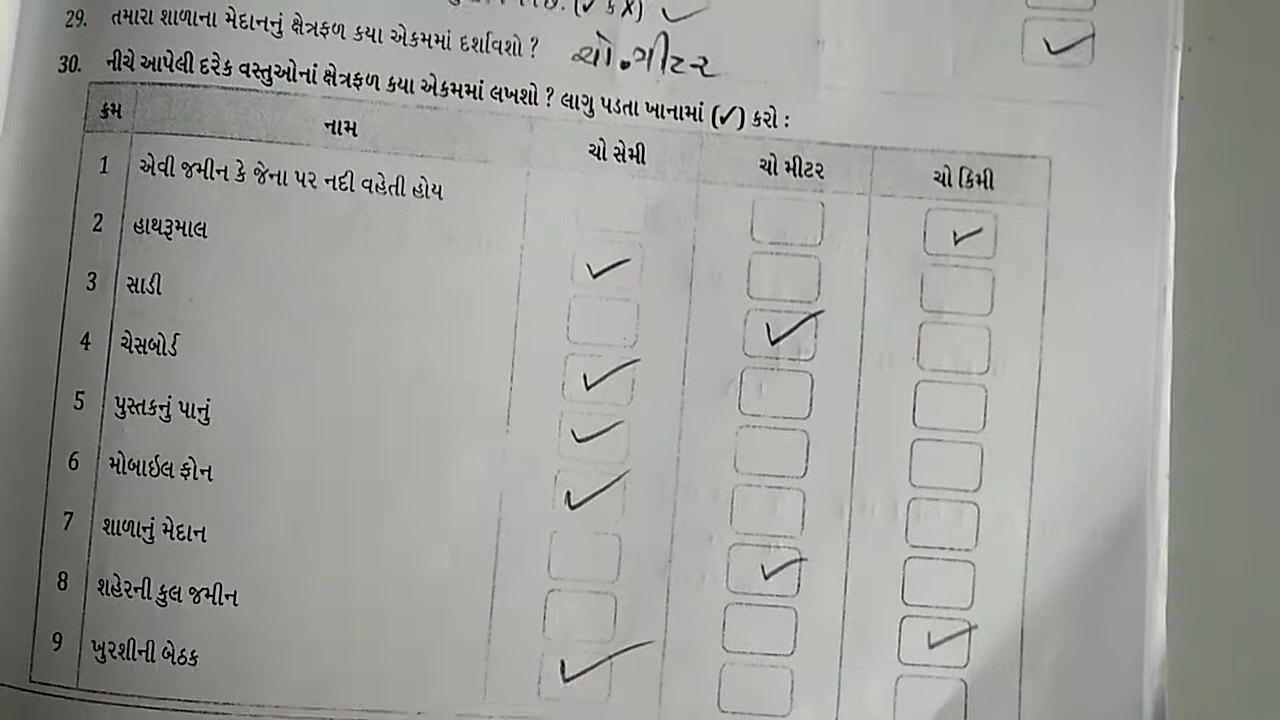 (✓ કે X) ✓
29. તમારા શાળાના મેદાનનું ક્ષેત્રફળ કયા એકમમાં દર્શાવશો ? ચો.મીટર ✓
30. નીચે આપેલી દરેક વસ્તુઓનાં ક્ષેત્રફળ કયા એકમમાં લખશો ? લાગુ પડતા ખાનામાં (✓) કરો :
ક્રમ નામ ચો સેમી ચો મીટર ચો કિમી
1 એવી જમીન કે જેના પર નદી વહેતી હોય ✓
2 હાથરૂમાલ ✓
3 સાડી ✓
4 ચેસબોર્ડ ✓
5 પુસ્તકનું પાનું ✓
6 મોબાઇલ ફોન ✓
7 શાળાનું મેદાન ✓
8 શહેરની કુલ જમીન ✓
9 ખુરશીની બેઠક ✓